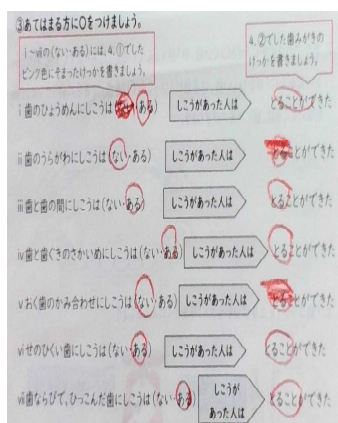 ③あてはまる方に○をつけましょう。
ⅰ~ⅶの(ない・ある)には、4.①でした
ピンク色にそまったけっかを書きましょう。
4.②でした歯みがきの
けっかを書きましょう。
ⅰ歯のひょうめんにしこうは(ない・ある) しこうがあった人は とることができた
ⅱ歯のうらがわにしこうは(ない・ある) しこうがあった人は とることができた
ⅲ歯と歯の間にしこうは(ない・ある) しこうがあった人は とることができた
ⅳ歯と歯ぐきのさかいめにしこうは(ない・ある) しこうがあった人は とることができた
ⅴおく歯のかみ合わせにしこうは(ない・ある) しこうがあった人は とることができた
ⅵせのひくい歯にしこうは(ない・ある) しこうがあった人は とることができた
ⅶ歯ならびで、ひっこんだ歯にしこうは(ない・ある) しこうが
あった人は とることができた